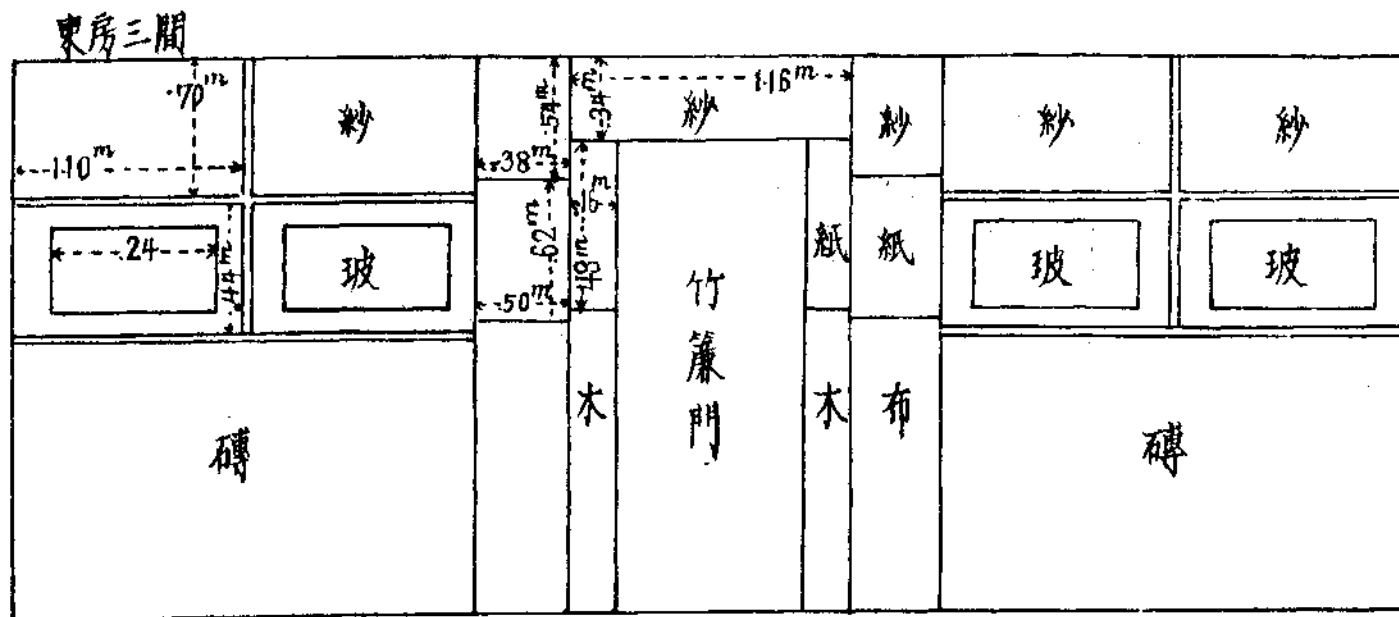 東房三間
.70m
紗
.54m
.34m
1.16m
紗
紗
紗
紗
1.10m
.38m
.24
.44m
玻
.62m
.50m
.48m
紙
紙
玻
玻
竹簾門
木
木
布
磚
磚